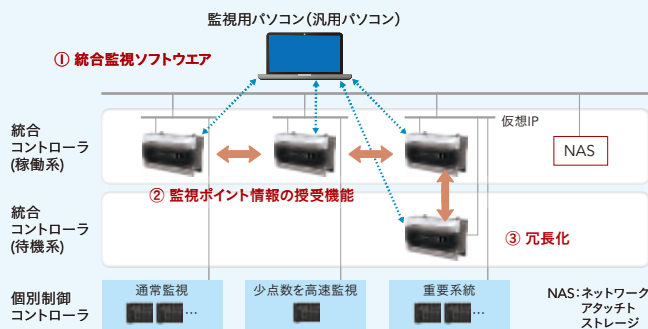 監視用パソコン（汎用パソコン）
① 統合監視ソフトウエア
仮想IP
統合
コントローラ
(稼働系)
NAS
② 監視ポイント情報の授受機能
統合
コントローラ
(待機系)
③ 冗長化
個別制御
コントローラ
通常監視
…
少点数を高速監視
重要系統
…
NAS：ネットワーク
アタッチト
ストレージ